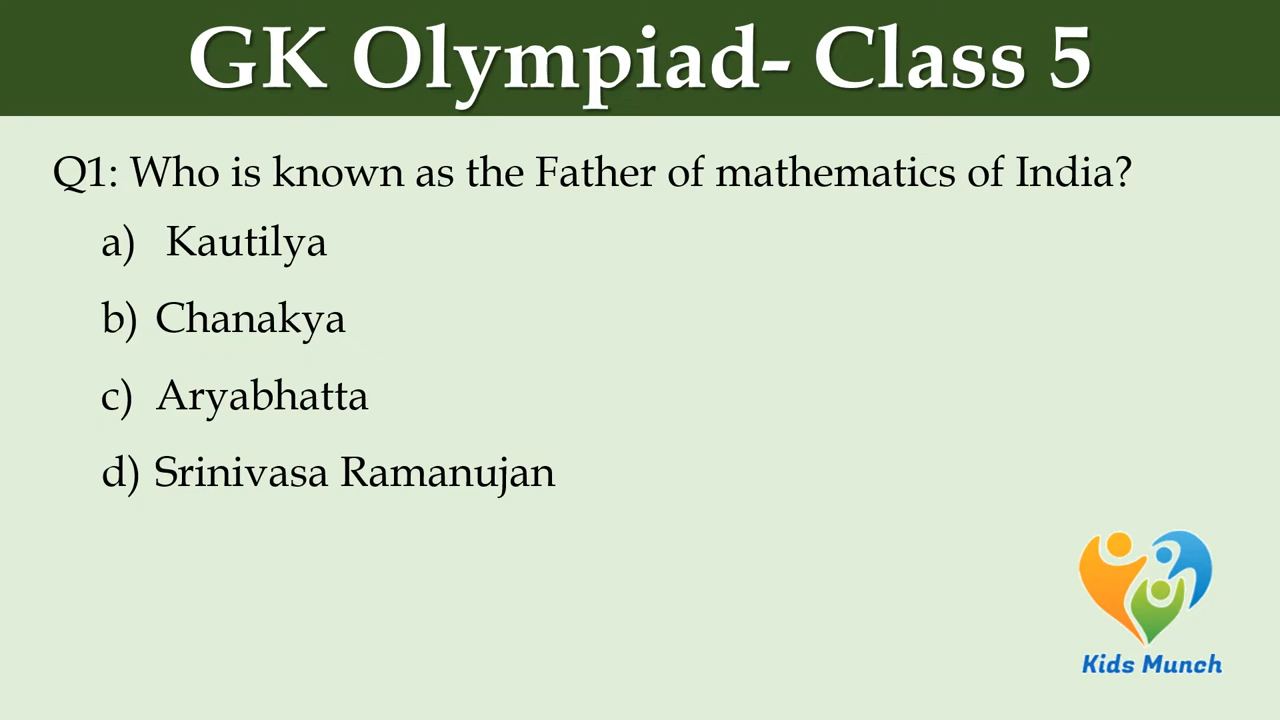 GK Olympiad- Class 5
Q1: Who is known as the Father of mathematics of India?
a) Kautilya
b) Chanakya
c) Aryabhatta
d) Srinivasa Ramanujan
Kids Munch